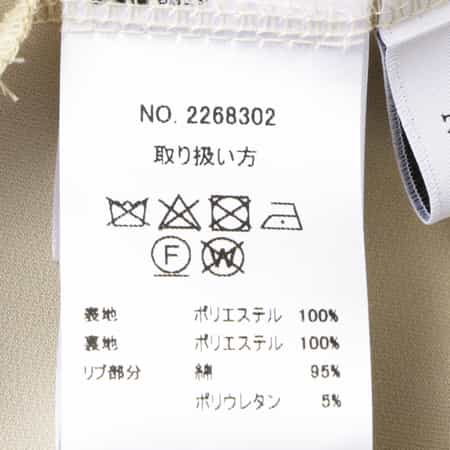 NO. 2268302
取り扱い方
F W
表地 ポリエステル 100%
裏地 ポリエステル 100%
リブ部分 綿 95%
ポリウレタン 5%